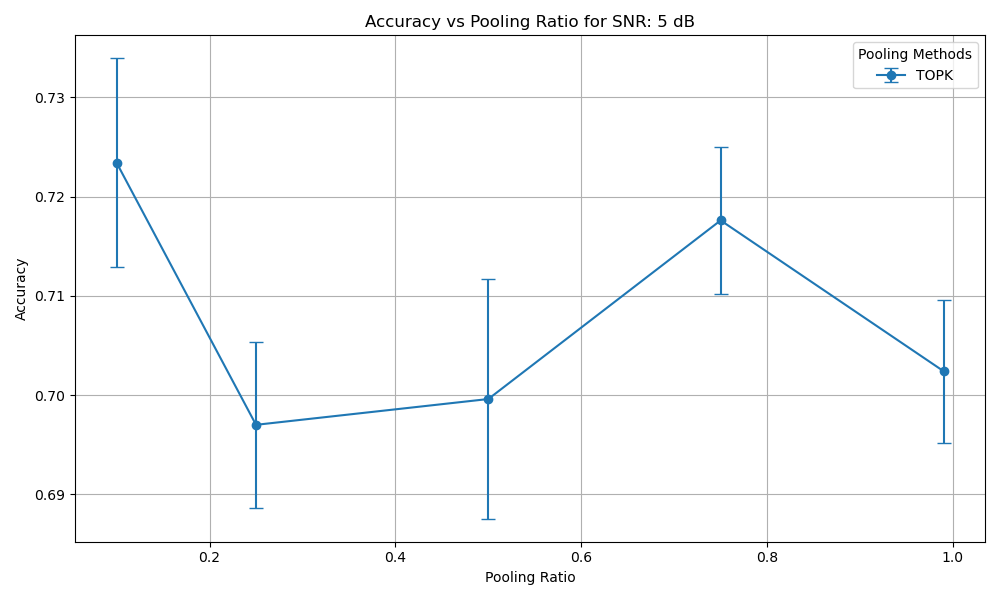 Accuracy vs Pooling Ratio for SNR: 5 dB
Pooling Methods
TOPK
0.73
0.72
0.71
0.70
0.69
Accuracy
0.2
0.4
0.6
0.8
1.0
Pooling Ratio